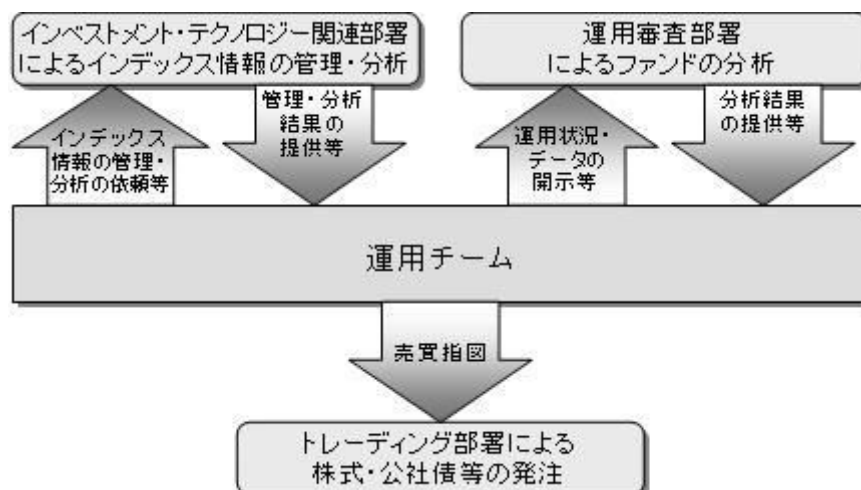 インベストメント・テクノロジー関連部署
によるインデックス情報の管理・分析
運用審査部署
によるファンドの分析
インデックス
情報の管理・
分析の依頼等
管理・分析
結果の
提供等
運用状況・
データの
開示等
分析結果
の提供等
運用チーム
売買指図
トレーディング部署による
株式・公社債等の発注